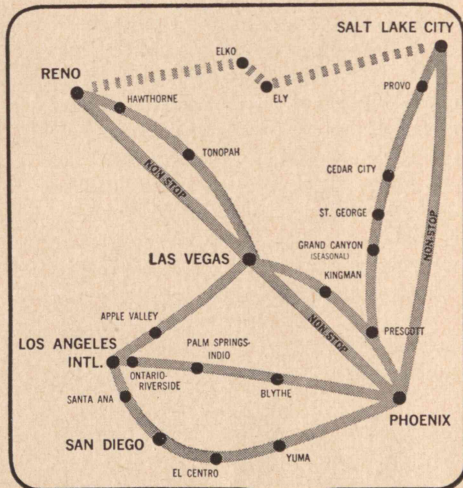 SALT LAKE CITY
ELKO
RENO
ELY
PROVO
HAWTHORNE
TONOPAH
NON-STOP
CEDAR CITY
ST. GEORGE
NON-STOP
GRAND CANYON
(SEASONAL)
LAS VEGAS
KINGMAN
NON STOP
APPLE VALLEY
PRESCOTT
LOS ANGELES
INTL.
PALM SPRINGS-
INDIO
ONTARIO-
RIVERSIDE
BLYTHE
SANTA ANA
PHOENIX
SAN DIEGO
YUMA
EL CENTRO